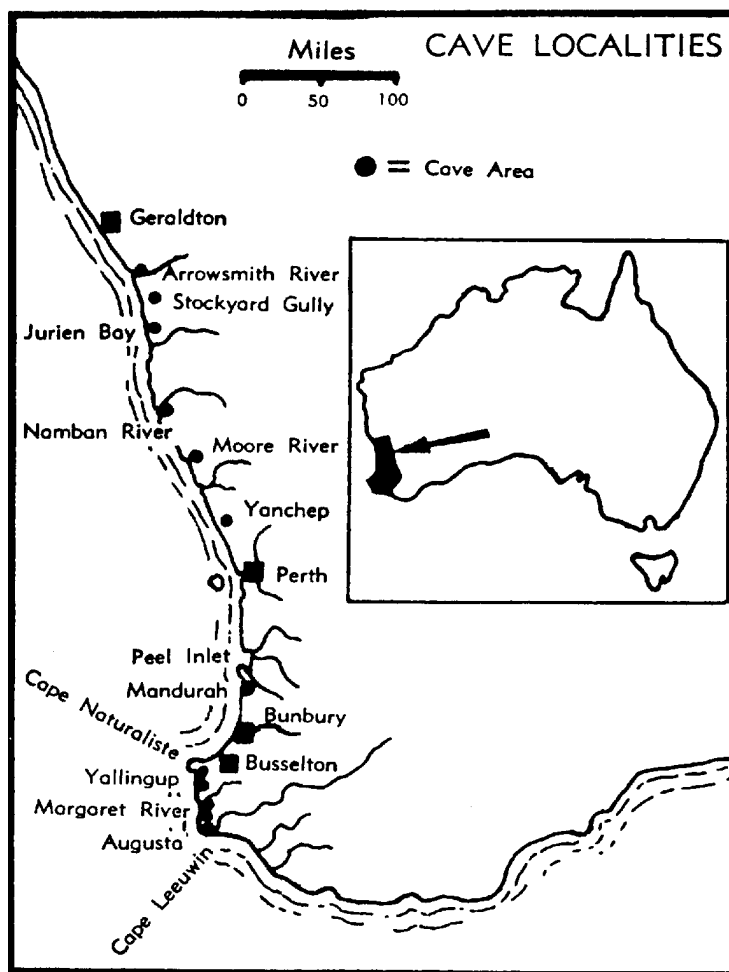 Miles
CAVE LOCALITIES
0 50 100
= Cave Area
Geraldton
Arrowsmith River
Stockyard Gully
Jurien Bay
Namban River
Moore River
Yanchep
Perth
Peel Inlet
Mandurah
Cape Naturaliste
Bunbury
Busselton
Yallingup
Margaret River
Augusta
Cape Leeuwin